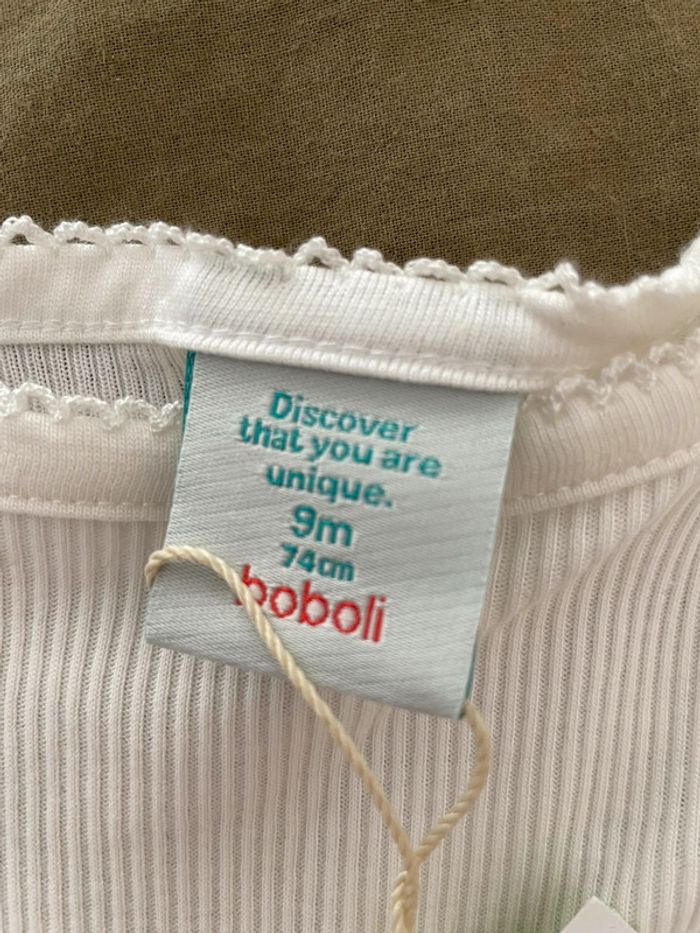 Discover
that you are
unique.
9m
74cm
boboli